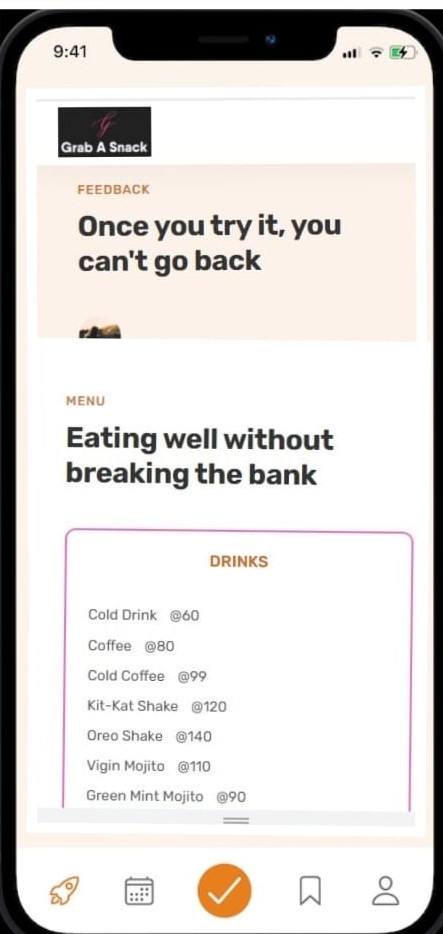 9:41
G
Grab A Snack
FEEDBACK
Once you try it, you
can't go back
MENU
Eating well without
breaking the bank
DRINKS
Cold Drink @60
Coffee @80
Cold Coffee @99
Kit-Kat Shake @120
Oreo Shake @140
Vigin Mojito @110
Green Mint Mojito @90